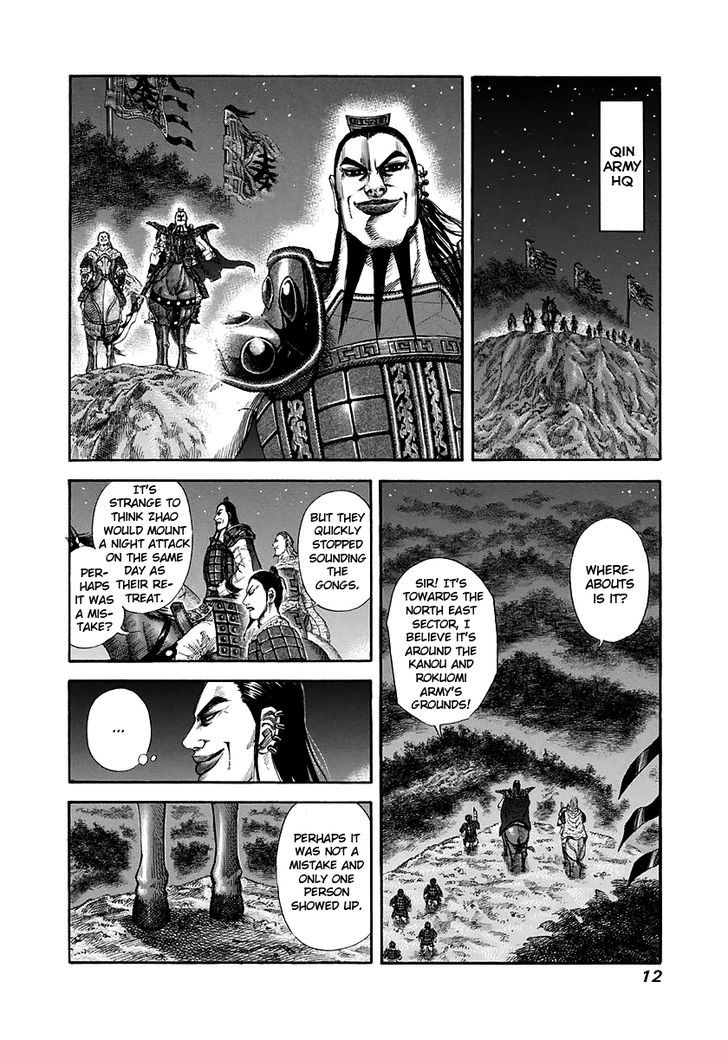 QIN
ARMY
HQ
WHERE-
ABOUTS
IS IT?
SIR! IT'S
TOWARDS THE
NORTH EAST
SECTOR, I
BELIEVE IT'S
AROUND THE
KANOU AND
ROKUOMI
ARMY'S
GROUNDS!
BUT THEY
QUICKLY
STOPPED
SOUNDING
THE
GONGS.
IT'S
STRANGE TO
THINK ZHAO
WOULD MOUNT
A NIGHT ATTACK
ON THE SAME
DAY AS
THEIR RE-
TREAT.
PER-
HAPS
IT WAS
A MIS-
TAKE?
...
PERHAPS IT
WAS NOT A
MISTAKE AND
ONLY ONE
PERSON
SHOWED UP.
12